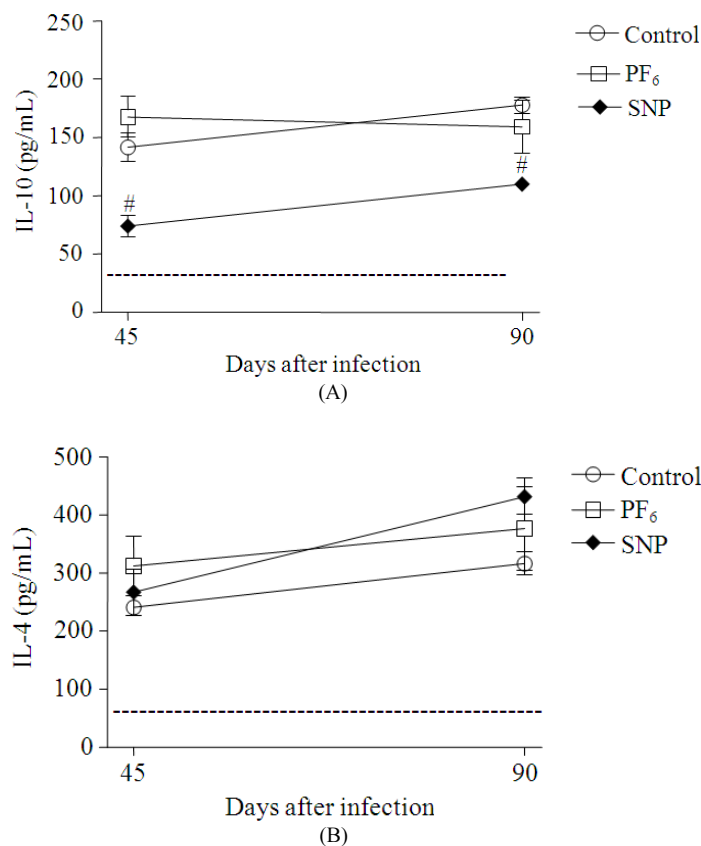 250
200
150
100
50
0
IL-10 (pg/mL)
Control
PF6
SNP
#
#
45
90
Days after infection
(A)
500
400
300
200
100
0
IL-4 (pg/mL)
Control
PF6
SNP
45
90
Days after infection
(B)